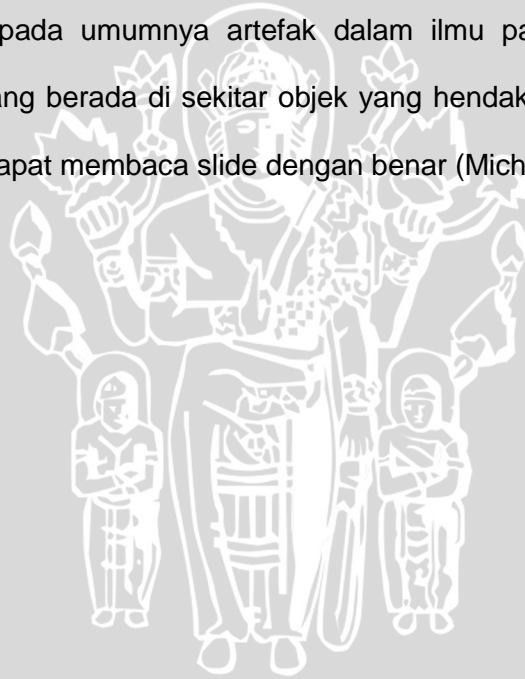 pada umumnya artefak dalam ilmu pa
ang berada di sekitar objek yang hendak
apat membaca slide dengan benar (Mich